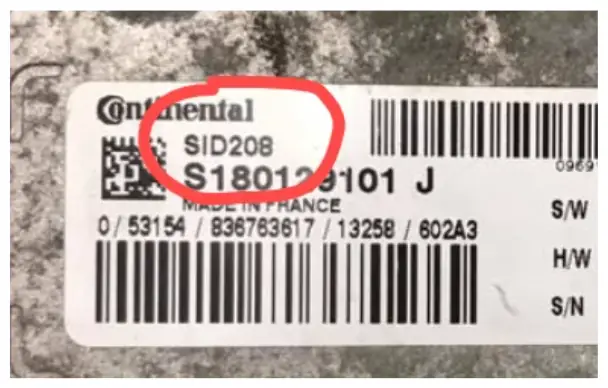 Continental
SID208
S180129101 J
MADE IN FRANCE
0/53154/836763617/13258/602A3
0969
S/W
H/W
S/N